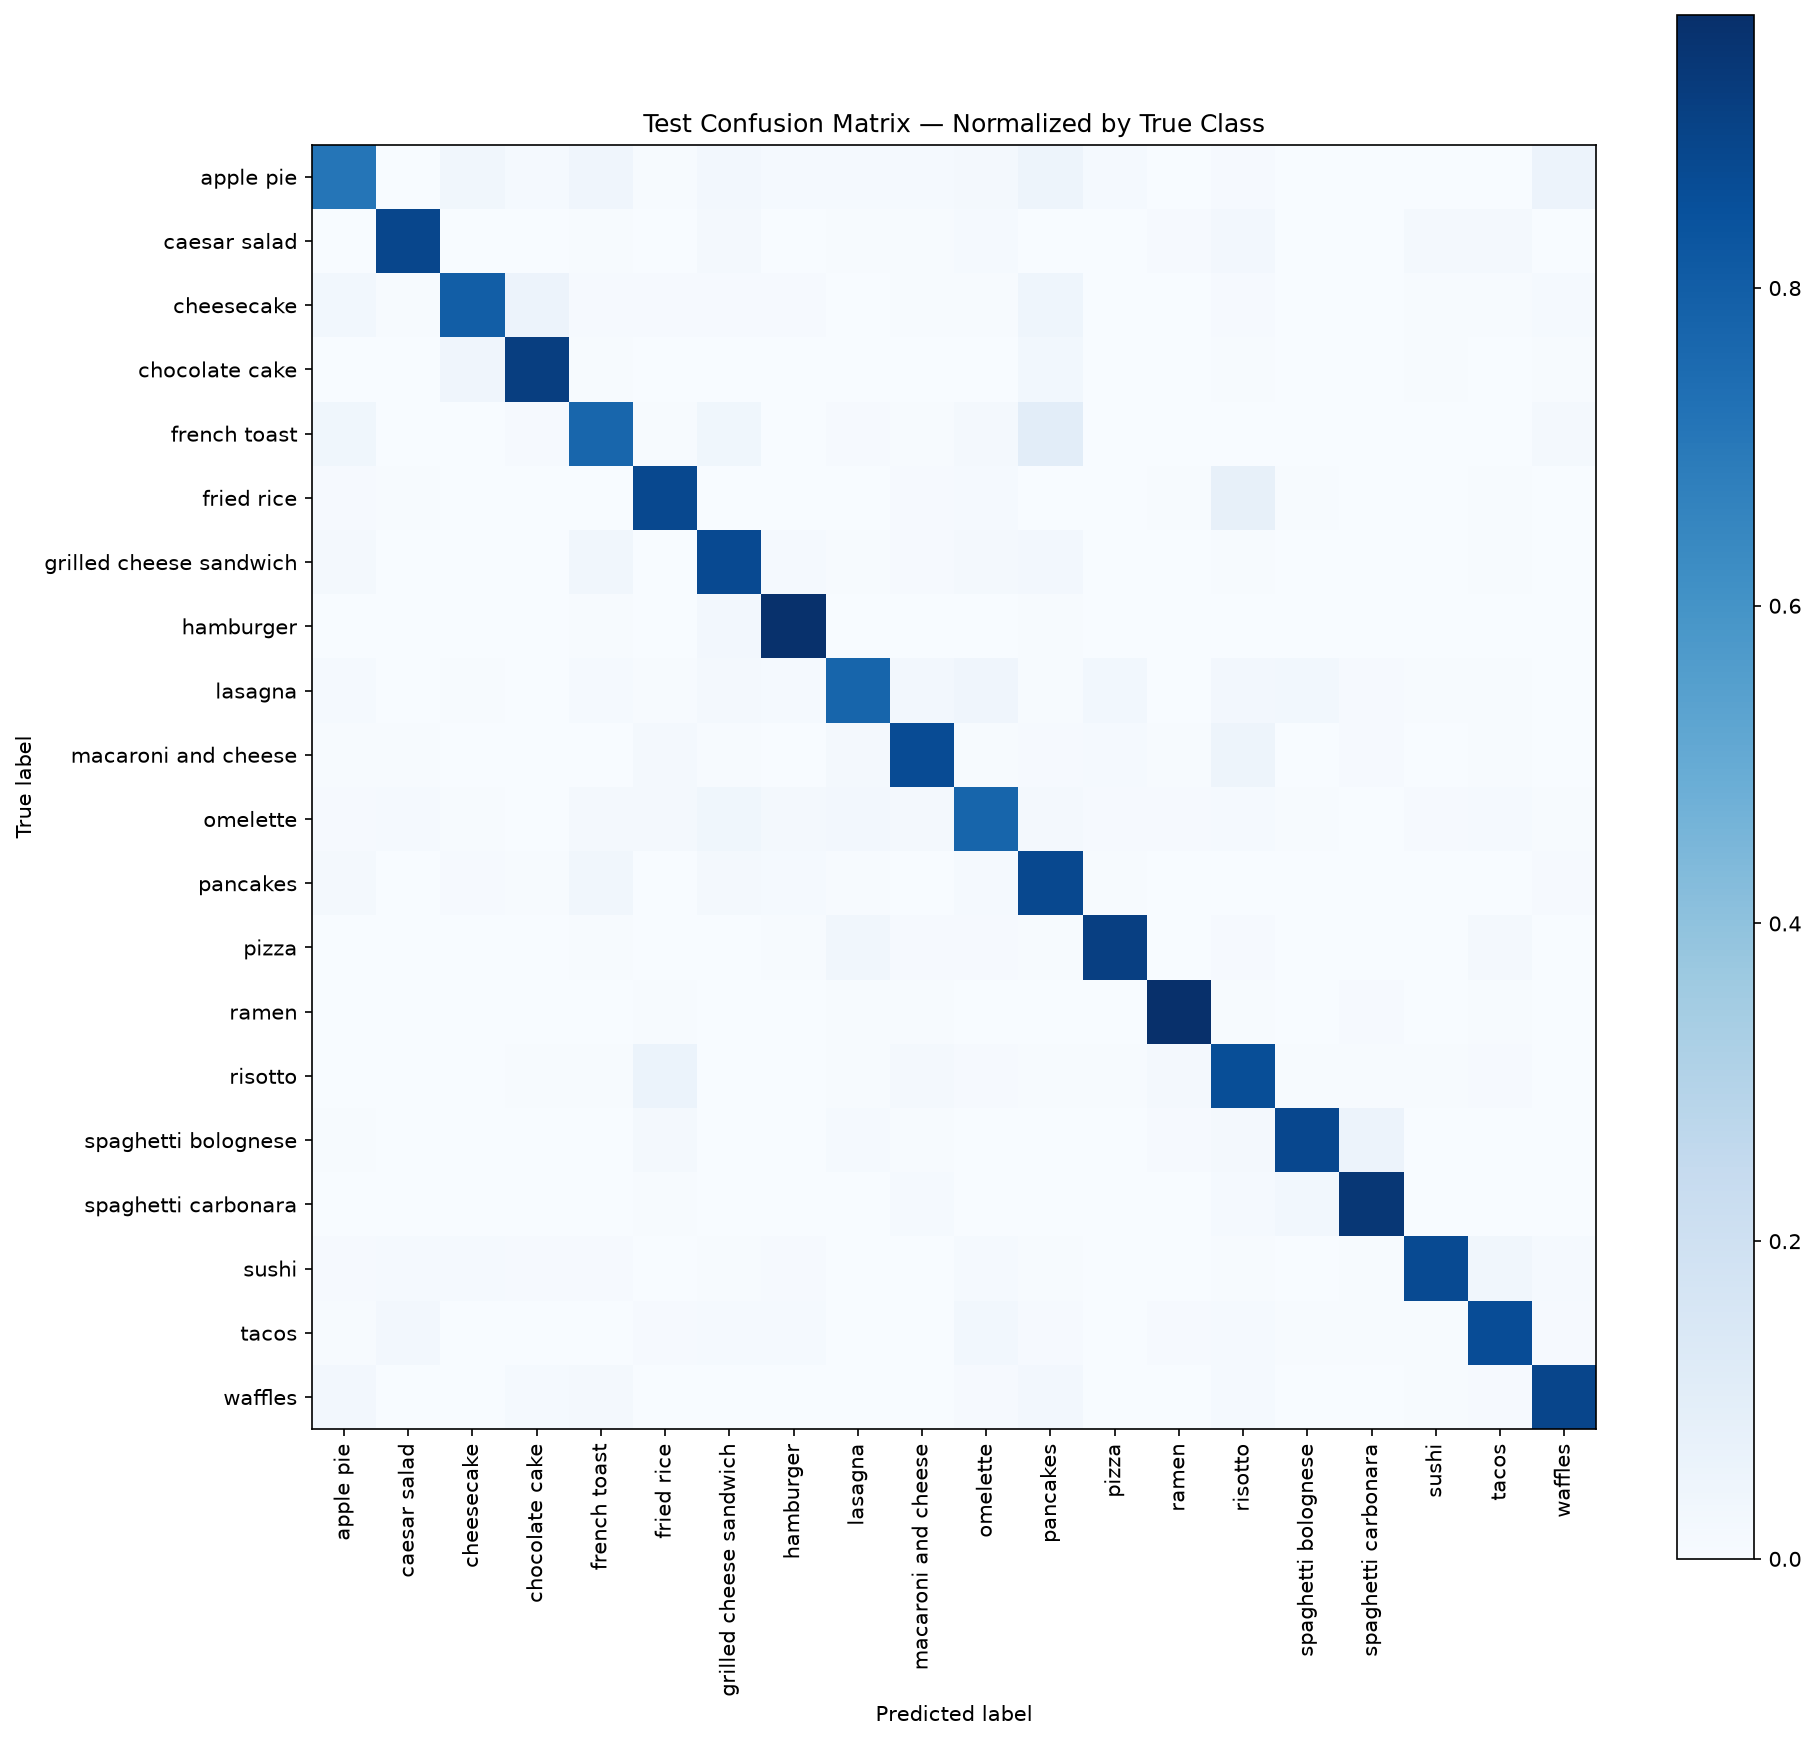 Test Confusion Matrix — Normalized by True Class
True label
apple pie
caesar salad
cheesecake
chocolate cake
french toast
fried rice
grilled cheese sandwich
hamburger
lasagna
macaroni and cheese
omelette
pancakes
pizza
ramen
risotto
spaghetti bolognese
spaghetti carbonara
sushi
tacos
waffles
apple pie
caesar salad
cheesecake
chocolate cake
french toast
fried rice
grilled cheese sandwich
hamburger
lasagna
macaroni and cheese
omelette
pancakes
pizza
ramen
risotto
spaghetti bolognese
spaghetti carbonara
sushi
tacos
waffles
Predicted label
0.8
0.6
0.4
0.2
0.0